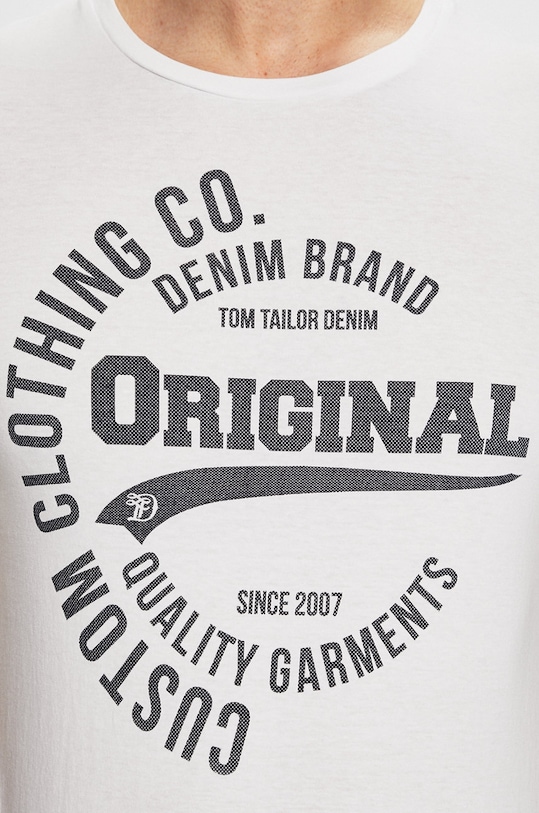 CUSTOM CLOTHING CO.
DENIM BRAND
TOM TAILOR DENIM
ORIGINAL
SINCE 2007
QUALITY GARMENTS